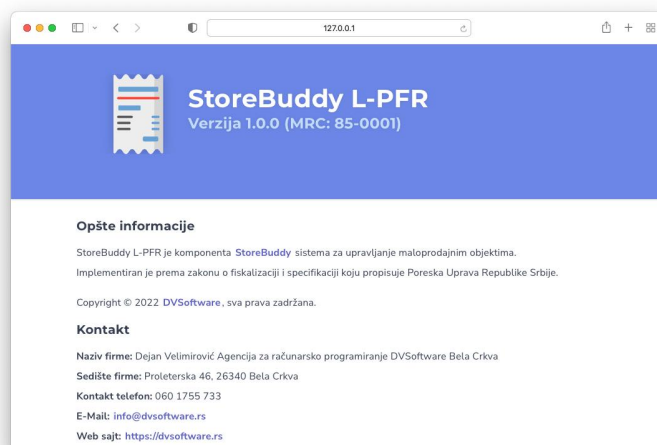 127.0.0.1
StoreBuddy L-PFR
Verzija 1.0.0 (MRC: 85-0001)
Opšte informacije
StoreBuddy L-PFR je komponenta StoreBuddy sistema za upravljanje maloprodajnim objektima.
Implementiran je prema zakonu o fiskalizaciji i specifikaciji koju propisuje Poreska Uprava Republike Srbije.
Copyright © 2022 DVSoftware, sva prava zadržana.
Kontakt
Naziv firme: Dejan Velimirović Agencija za računarsko programiranje DVSoftware Bela Crkva
Sedište firme: Proleterska 46, 26340 Bela Crkva
Kontakt telefon: 060 1755 733
E-Mail: info@dvsoftware.rs
Web sajt: https://dvsoftware.rs